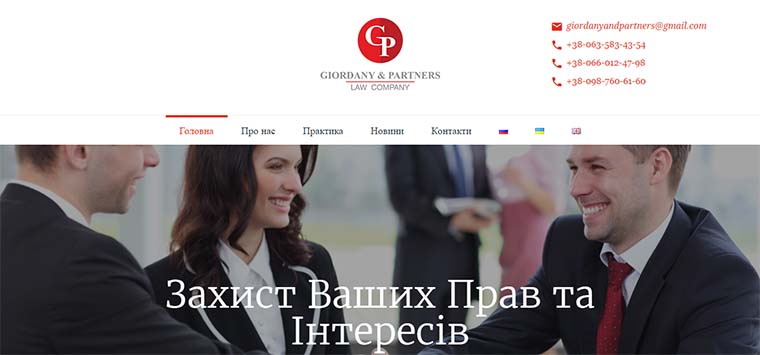 GP
GIORDANY & PARTNERS
LAW COMPANY
giordanyandpartners@gmail.com
+38-063-583-43-54
+38-066-012-47-98
+38-098-760-61-60
Головна Про нас Практика Новини Контакти
Захист Ваших Прав та
Інтересів